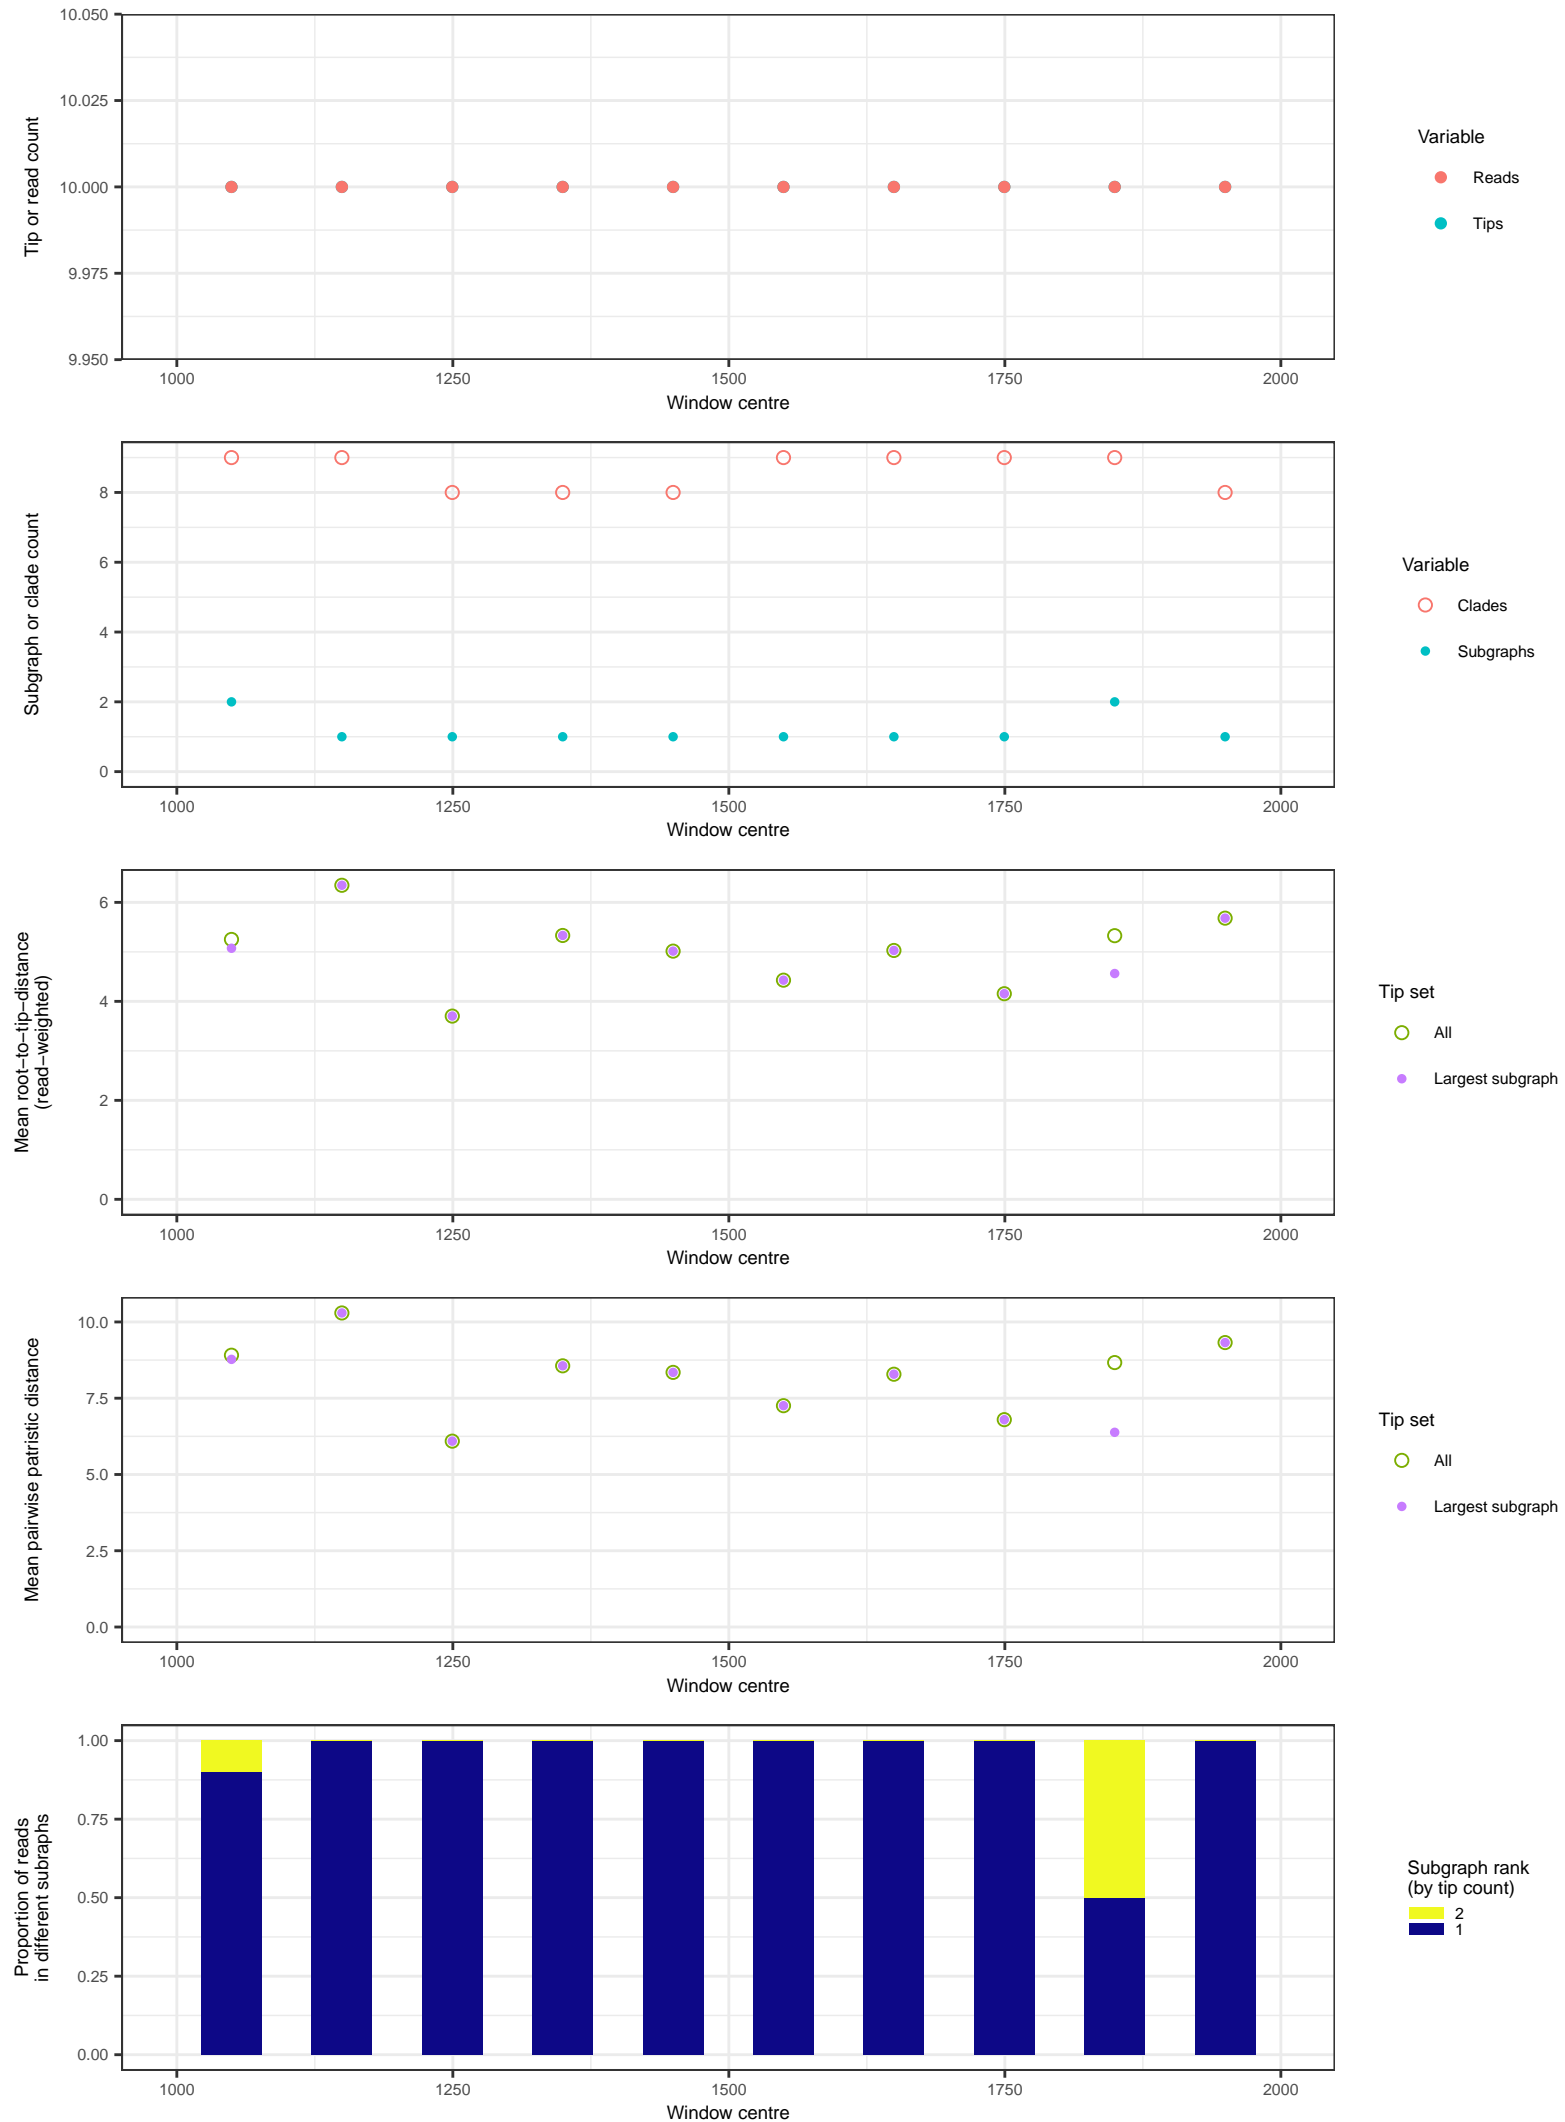 10.050
10.025
10.000
9.975
9.950
Tip or read count
1000 1250 1500 1750 2000
Window centre
Variable
Reads
Tips
8
6
4
2
0
Subgraph or clade count
1000 1250 1500 1750 2000
Window centre
Variable
Clades
Subgraphs
6
4
2
0
Mean root−to−tip−distance
(read−weighted)
1000 1250 1500 1750 2000
Window centre
Tip set
All
Largest subgraph
10.0
7.5
5.0
2.5
0.0
Mean pairwise patristic distance
1000 1250 1500 1750 2000
Window centre
Tip set
All
Largest subgraph
1.00
0.75
0.50
0.25
0.00
Proportion of reads
in different subraphs
1000 1250 1500 1750 2000
Window centre
Subgraph rank
(by tip count)
2
1